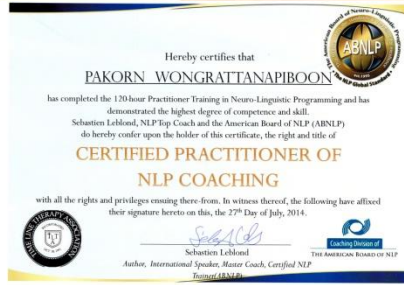 The American Board of Neuro-Linguistic Programming
ABNLP
The NLP Global Standard
Hereby certifies that
PAKORN WONGRATTANAPIBOON
has completed the 120-hour Practitioner Training in Neuro-Linguistic Programming and has
demonstrated the highest degree of competence and skill.
Sebastien Leblond, NLP Top Coach and the American Board of NLP (ABNLP)
do hereby confer upon the holder of this certificate, the right and title of
CERTIFIED PRACTITIONER OF
NLP COACHING
with all the rights and privileges ensuing there-from. In witness thereof, the following have affixed
their signature hereto on this, the 27th Day of July, 2014.
TIME LINE THERAPY ASSOCIATION
Sebastien Leblond
Author, International Speaker, Master Coach, Certified NLP
Trainer(ABNLP)
Coaching Division of
THE AMERICAN BOARD OF NLP